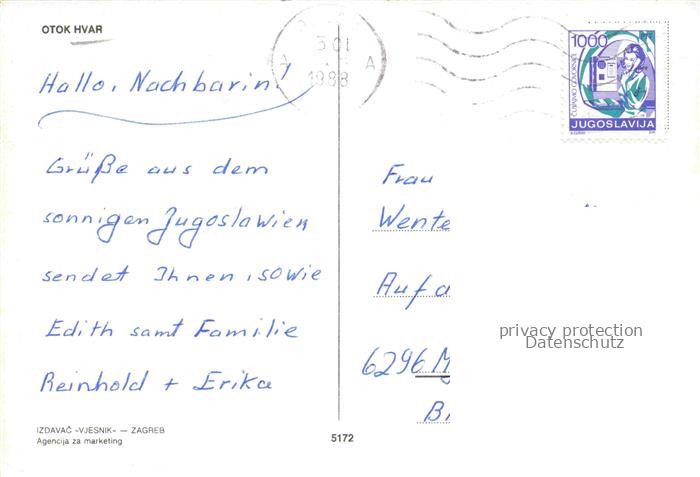 OTOK HVAR
Hallo, Nachbarin!
Grüße aus dem
sonnigen Jugoslawien
sendet Ihnen, sowie
Edith samt Familie
Reinhold + Erika
IZDAVAČ «VJESNIK» — ZAGREB
Agencija za marketing
5172
1988
A
1000
JUGOSLAVIJA
Frau
Wente
Aufa
6296 M
B
privacy protection
Datenschutz